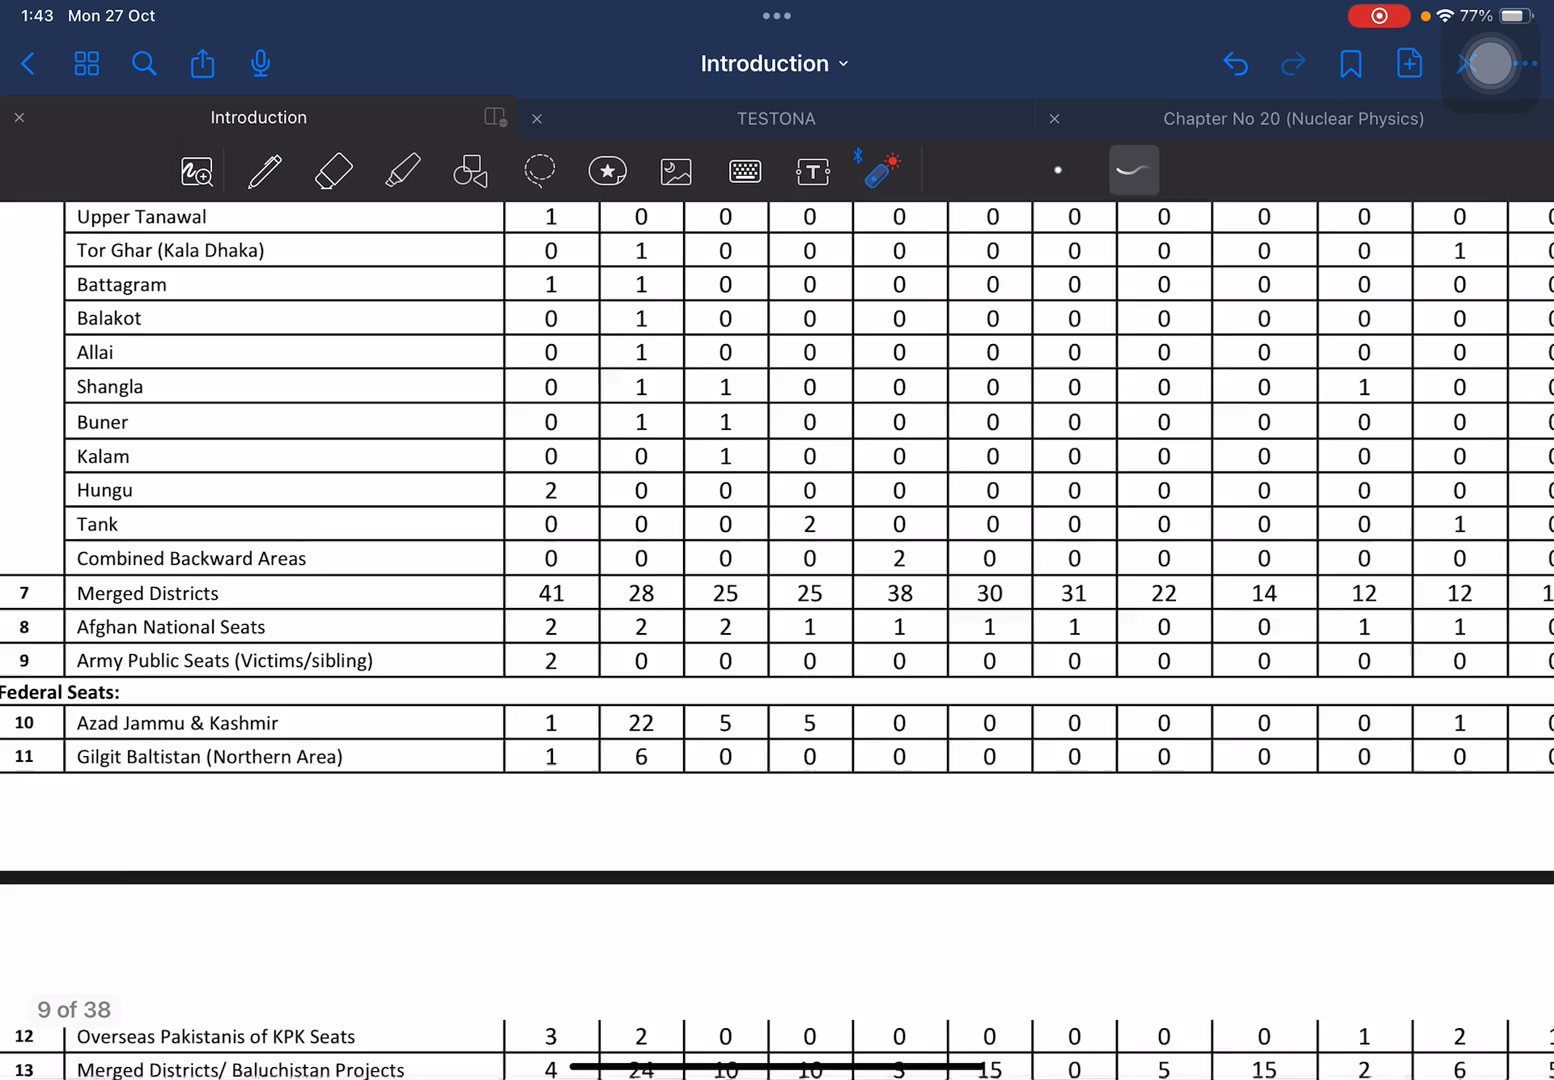 1:43 Mon 27 Oct 77%
Introduction
Introduction TESTONA Chapter No 20 (Nuclear Physics)
Upper Tanawal 1 0 0 0 0 0 0 0 0 0 0
Tor Ghar (Kala Dhaka) 0 1 0 0 0 0 0 0 0 0 1
Battagram 1 1 0 0 0 0 0 0 0 0 0
Balakot 0 1 0 0 0 0 0 0 0 0 0
Allai 0 1 0 0 0 0 0 0 0 0 0
Shangla 0 1 1 0 0 0 0 0 0 1 0
Buner 0 1 1 0 0 0 0 0 0 0 0
Kalam 0 0 1 0 0 0 0 0 0 0 0
Hungu 2 0 0 0 0 0 0 0 0 0 0
Tank 0 0 0 2 0 0 0 0 0 0 1
Combined Backward Areas 0 0 0 0 2 0 0 0 0 0 0
7 Merged Districts 41 28 25 25 38 30 31 22 14 12 12
8 Afghan National Seats 2 2 2 1 1 1 1 0 0 1 1
9 Army Public Seats (Victims/sibling) 2 0 0 0 0 0 0 0 0 0 0
Federal Seats:
10 Azad Jammu & Kashmir 1 22 5 5 0 0 0 0 0 0 1
11 Gilgit Baltistan (Northern Area) 1 6 0 0 0 0 0 0 0 0 0
9 of 38
12 Overseas Pakistanis of KPK Seats 3 2 0 0 0 0 0 0 0 1 2
13 Merged Districts/ Baluchistan Projects 4 24 10 10 3 15 0 5 15 2 6